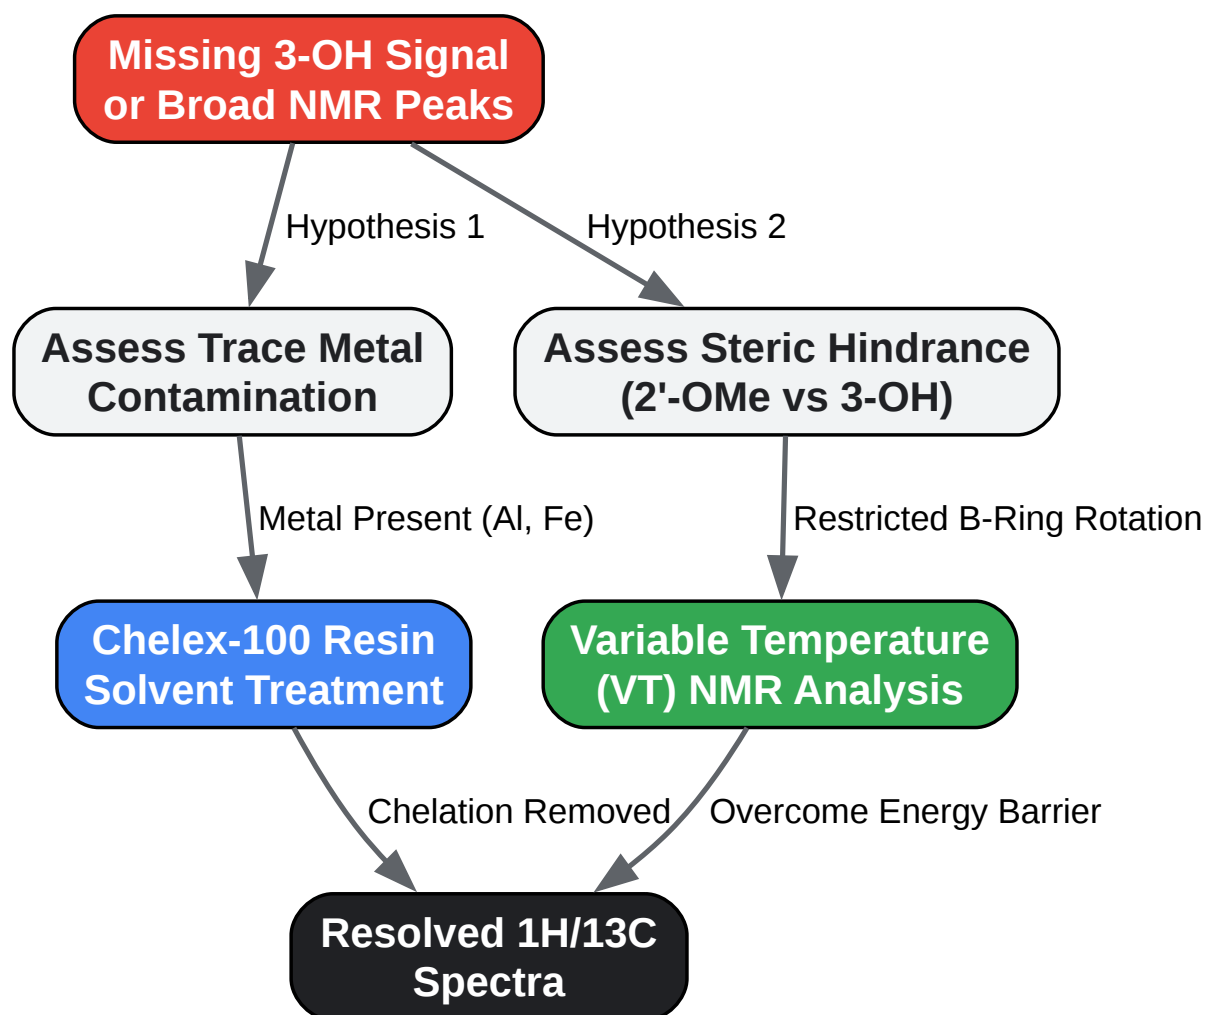 Missing 3-OH Signal
or Broad NMR Peaks
Hypothesis 1
Hypothesis 2
Assess Trace Metal
Contamination
Assess Steric Hindrance
(2'-OMe vs 3-OH)
Metal Present (Al, Fe)
Restricted B-Ring Rotation
Chelex-100 Resin
Solvent Treatment
Variable Temperature
(VT) NMR Analysis
Chelation Removed
Overcome Energy Barrier
Resolved 1H/13C
Spectra